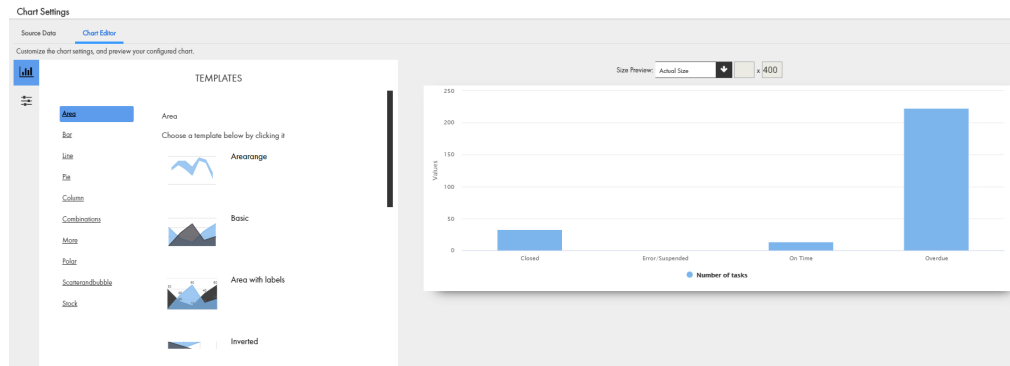 Chart Settings
Source Data
Chart Editor
Customize the chart settings, and preview your configured chart.
TEMPLATES
Area
Bar
Line
Pie
Column
Combinations
More
Polar
Scatterandbubble
Stock
Area
Choose a template below by clicking it
Arearange
Basic
Area with labels
Inverted
Size Preview: Actual Size x 400
250
200
150
100
50
0
Values
Closed
Error/Suspended
On Time
Overdue
Number of tasks